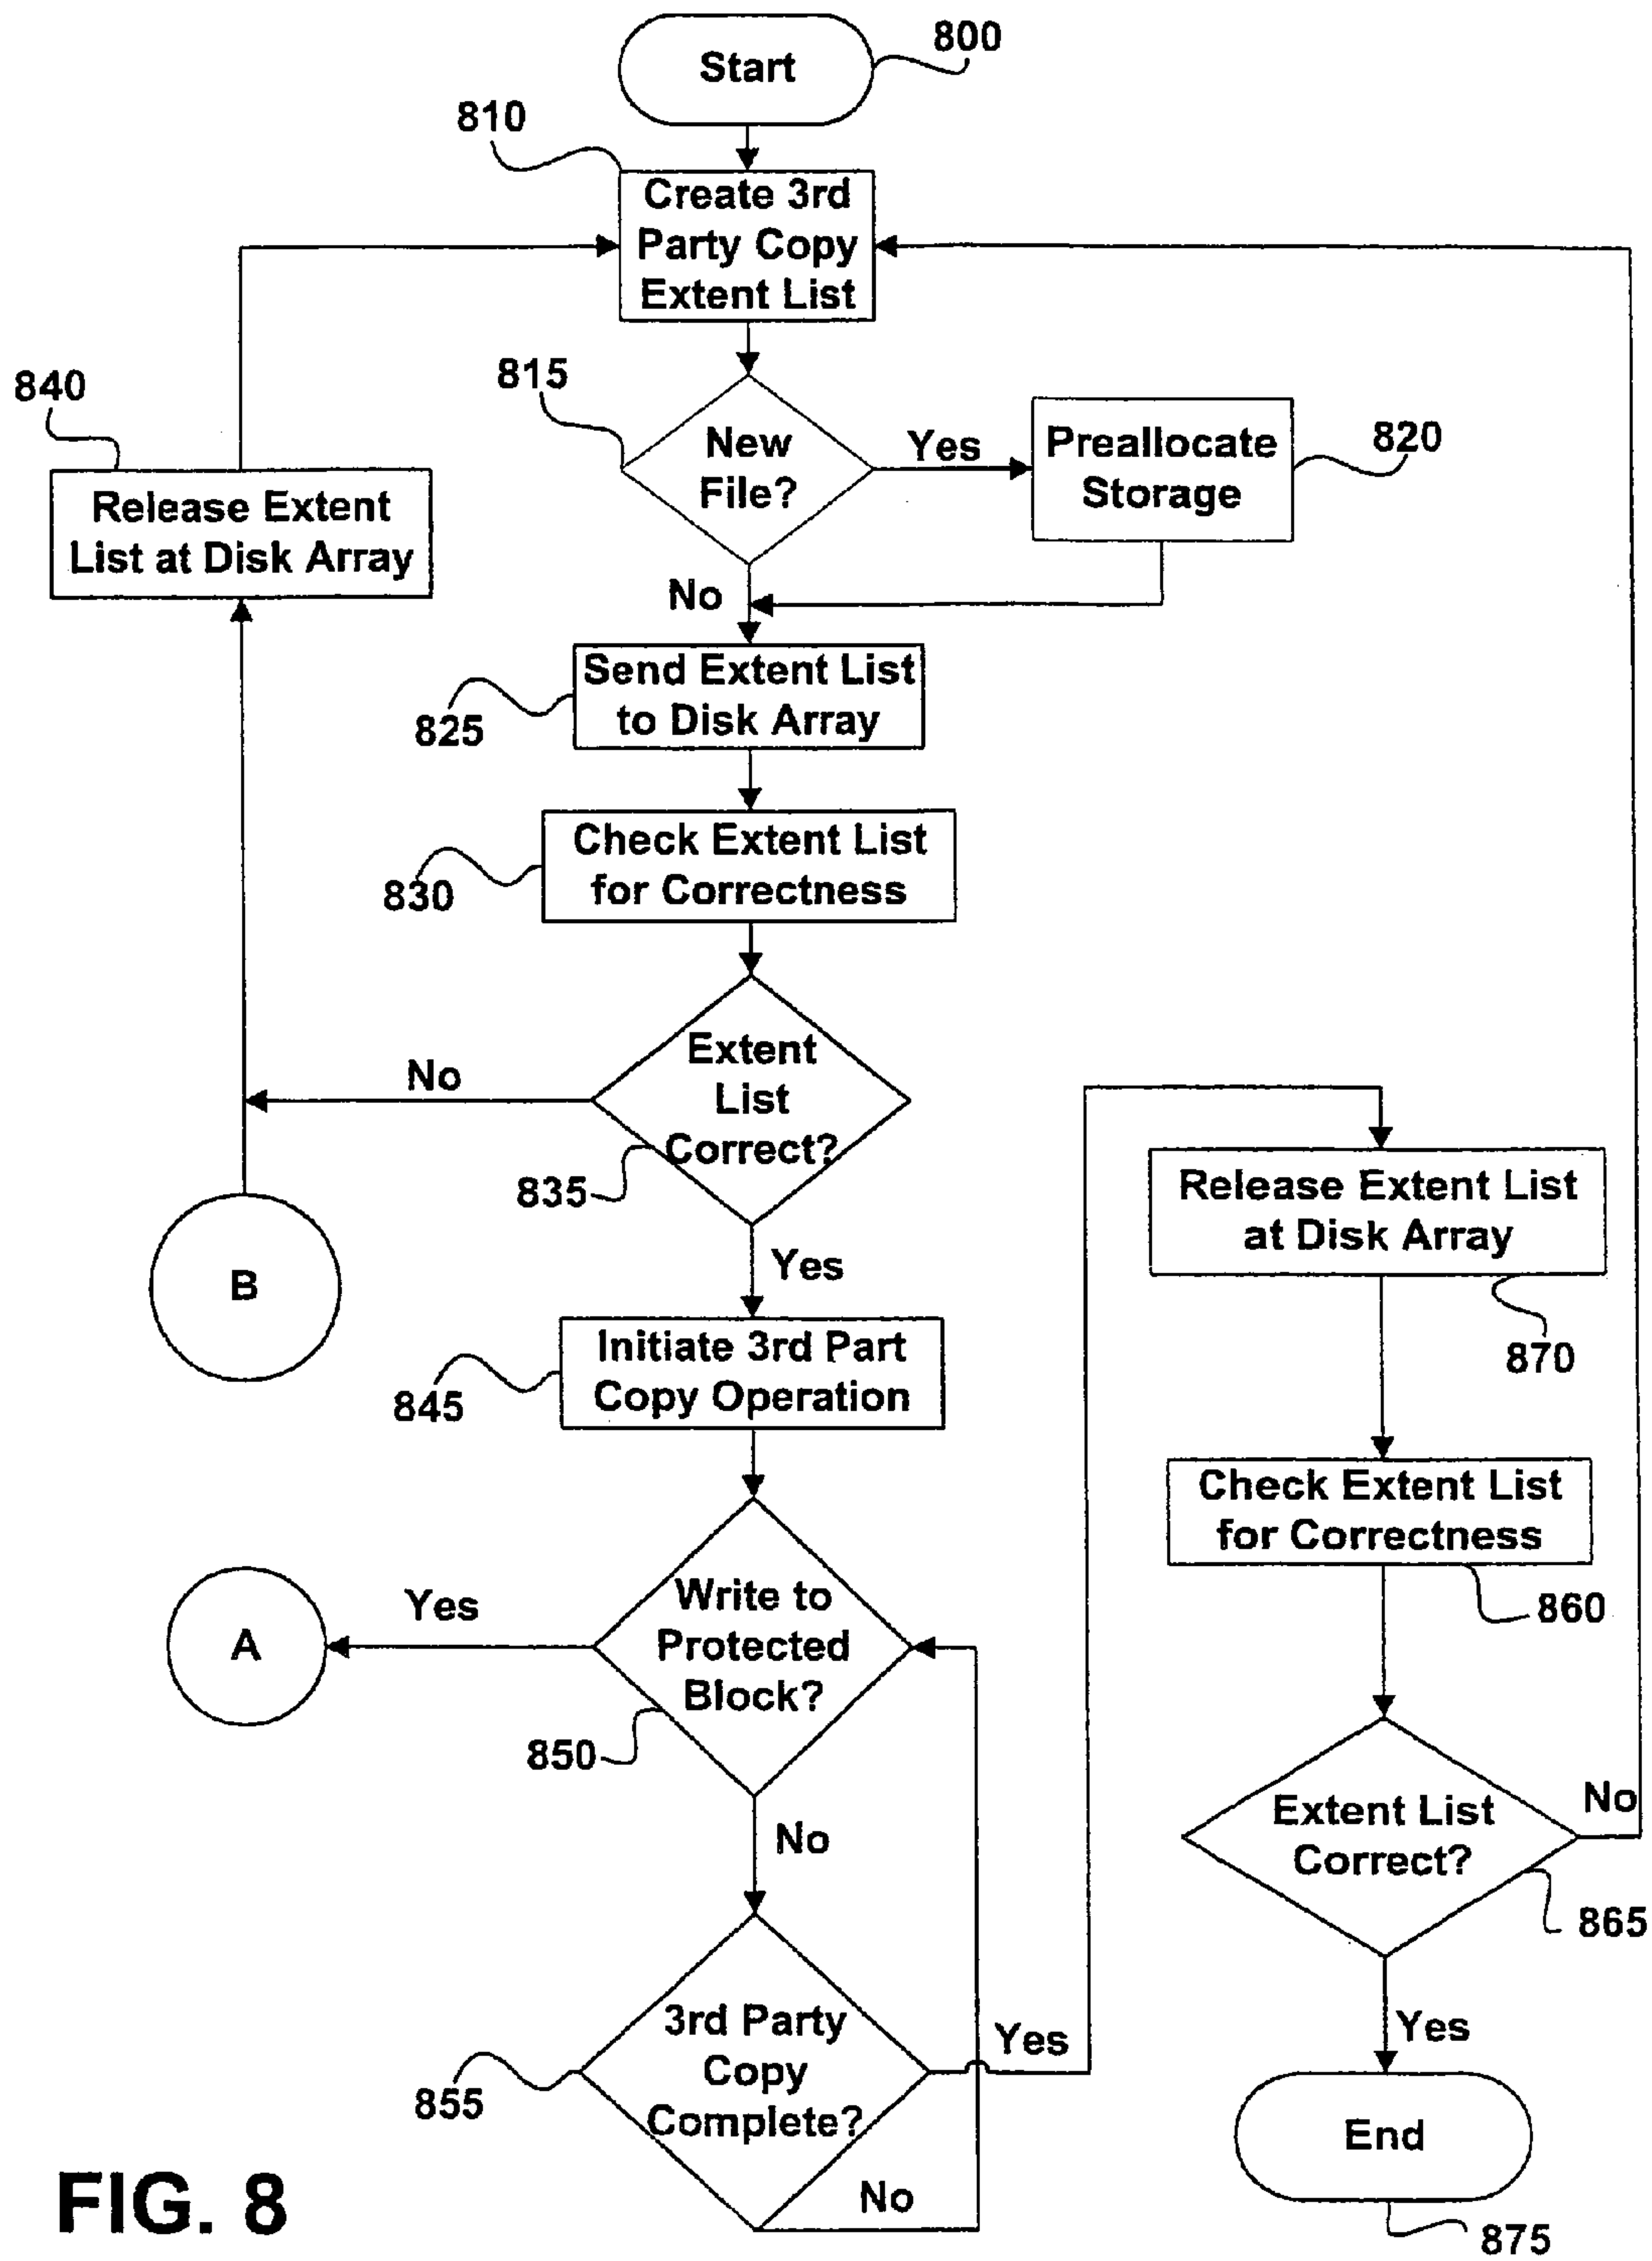 Start
800
810
Create 3rd
Party Copy
Extent List
840
815
New
File?
Yes
Preallocate
Storage
820
Release Extent
List at Disk Array
No
Send Extent List
to Disk Array
825
Check Extent List
for Correctness
830
Extent
List
Correct?
No
835
Release Extent List
at Disk Array
870
B
Yes
Initiate 3rd Part
Copy Operation
845
Check Extent List
for Correctness
860
Write to
Protected
Block?
Yes
A
850
No
Extent List
Correct?
No
865
3rd Party
Copy
Complete?
Yes
855
No
Yes
End
875
FIG. 8